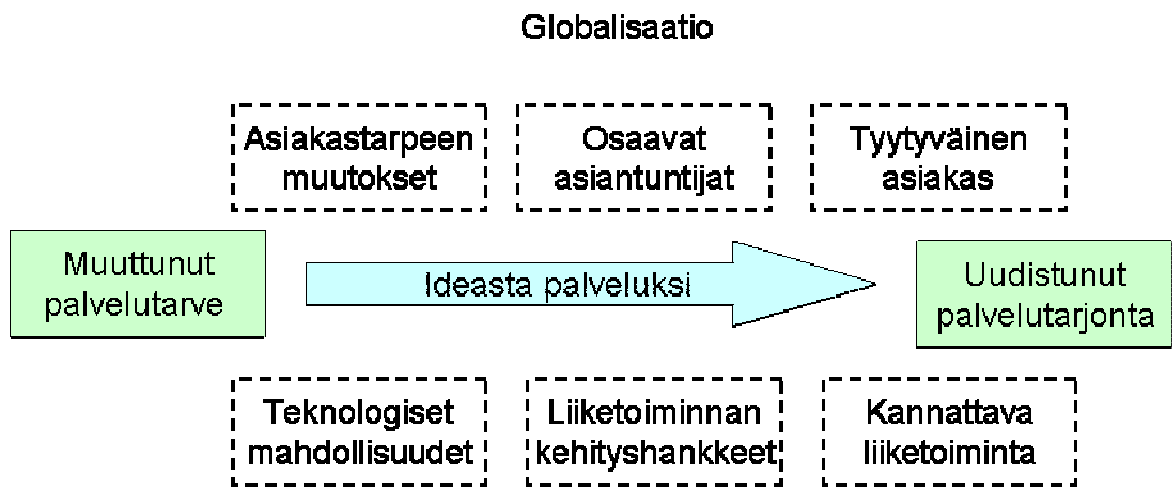 Globalisaatio
Asiakastarpeen
muutokset
Osaavat
asiantuntijat
Tyytyväinen
asiakas
Muuttunut
palvelutarve
Ideasta palveluksi
Uudistunut
palvelutarjonta
Teknologiset
mahdollisuudet
Liiketoiminnan
kehityshankkeet
Kannattava
liiketoiminta